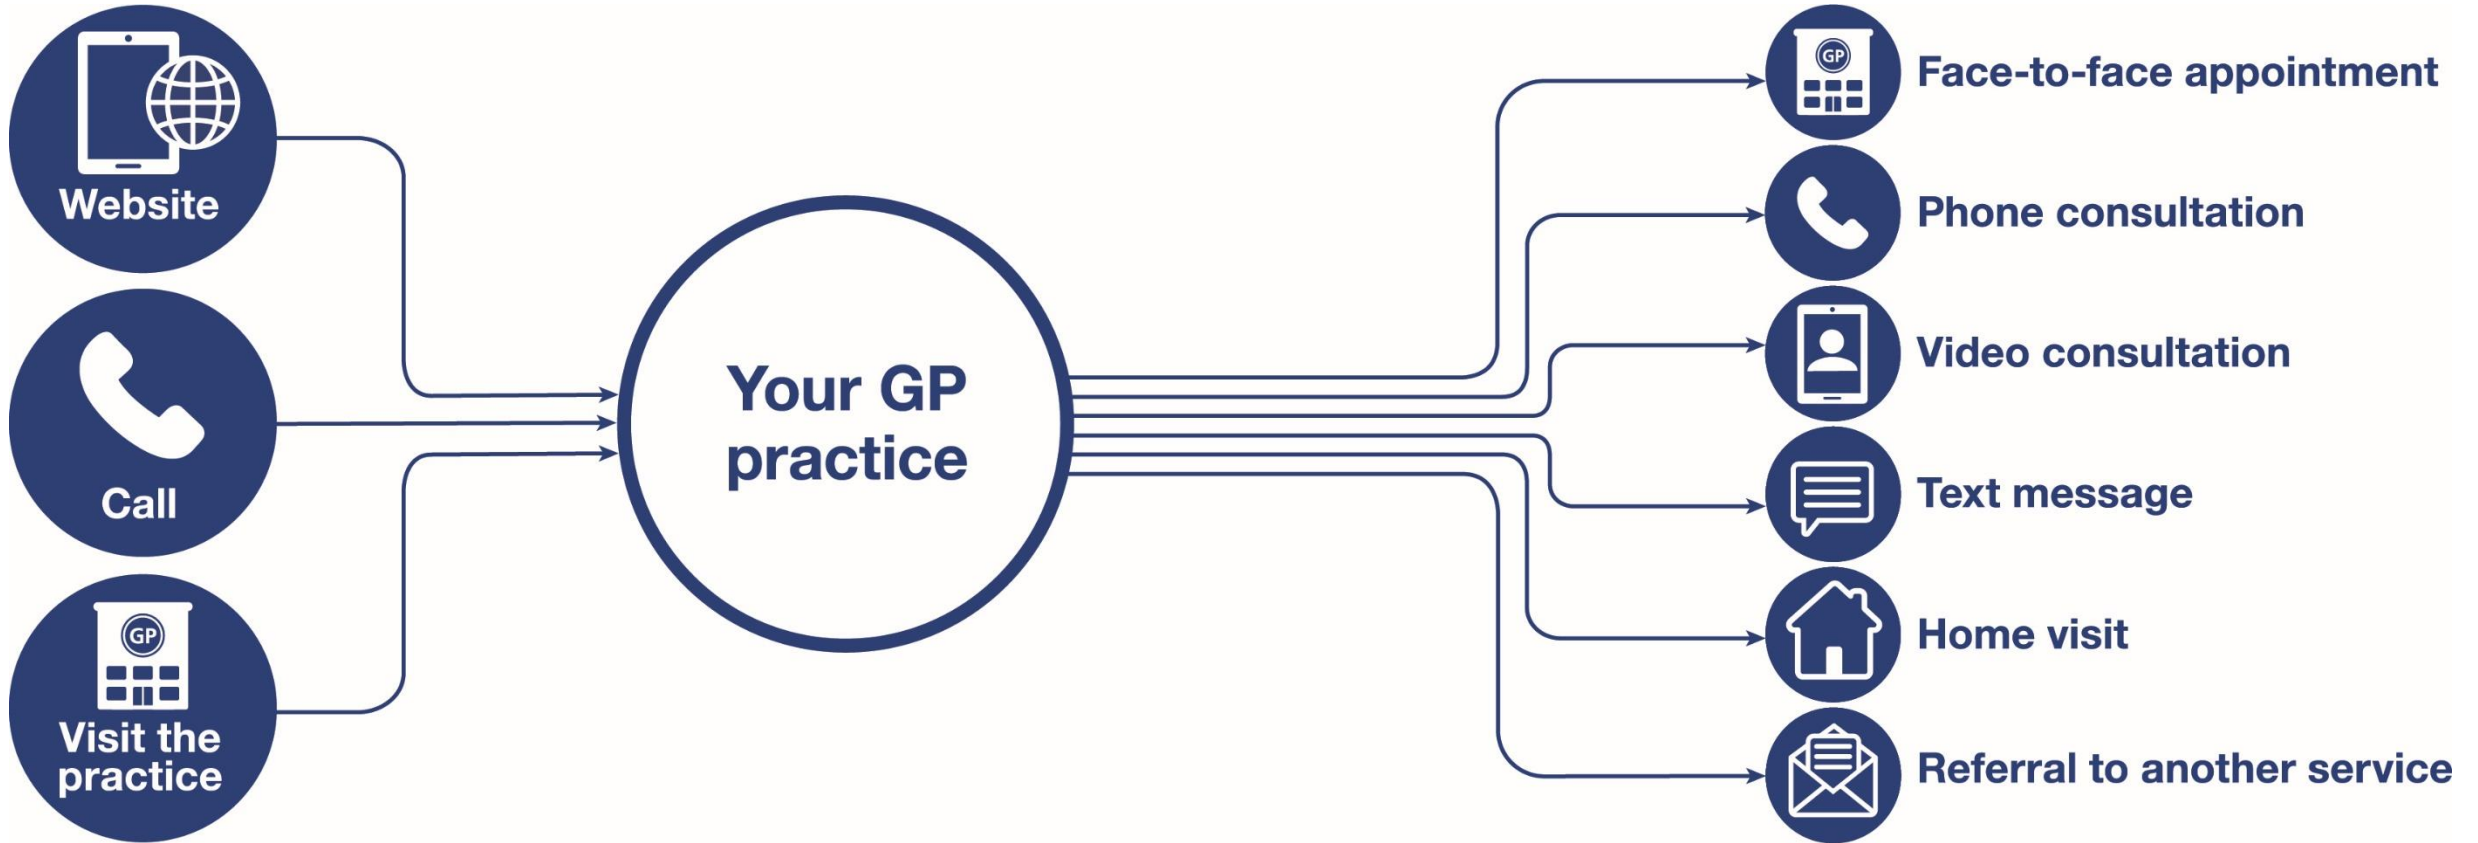 Website
Call
GP
Visit the
practice
Your GP
practice
GP
Face-to-face appointment
Phone consultation
Video consultation
Text message
Home visit
Referral to another service